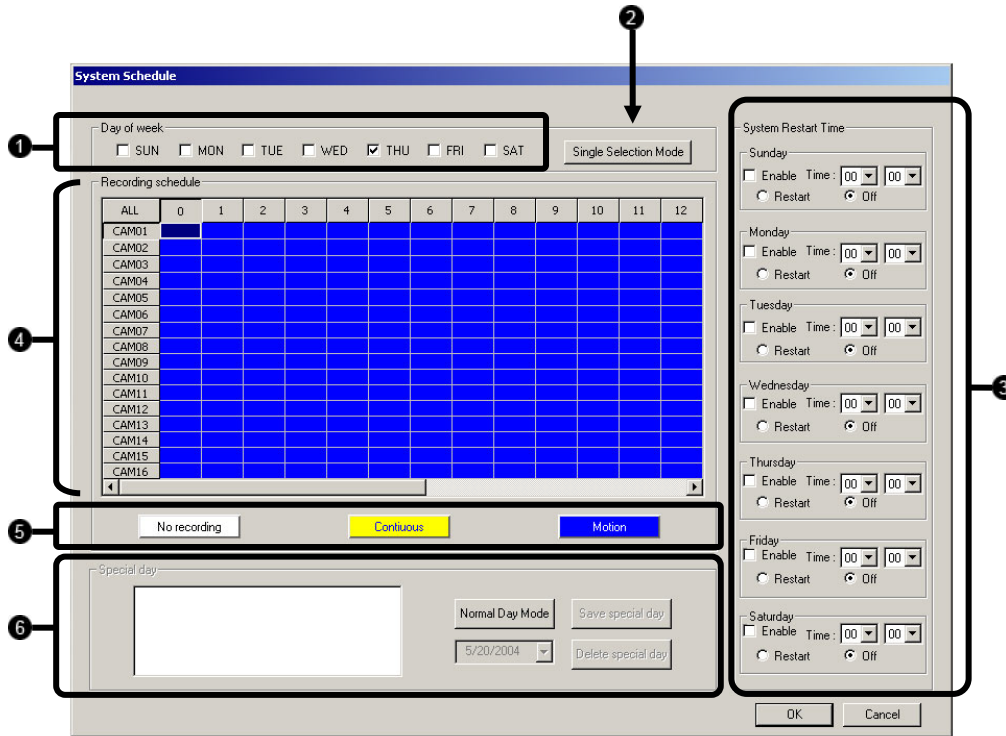 2
System Schedule
1
Day of week
SUN MON TUE WED THU FRI SAT
Single Selection Mode
4
Recording schedule
ALL 0 1 2 3 4 5 6 7 8 9 10 11 12
CAM01
CAM02
CAM03
CAM04
CAM05
CAM06
CAM07
CAM08
CAM09
CAM10
CAM11
CAM12
CAM13
CAM14
CAM15
CAM16
5
No recording Contiuous Motion
6
Special day
Normal Day Mode Save special day
5/20/2004 Delete special day
3
System Restart Time
Sunday
Enable Time : 00 00
Restart Off
Monday
Enable Time : 00 00
Restart Off
Tuesday
Enable Time : 00 00
Restart Off
Wednesday
Enable Time : 00 00
Restart Off
Thursday
Enable Time : 00 00
Restart Off
Friday
Enable Time : 00 00
Restart Off
Saturday
Enable Time : 00 00
Restart Off
OK Cancel